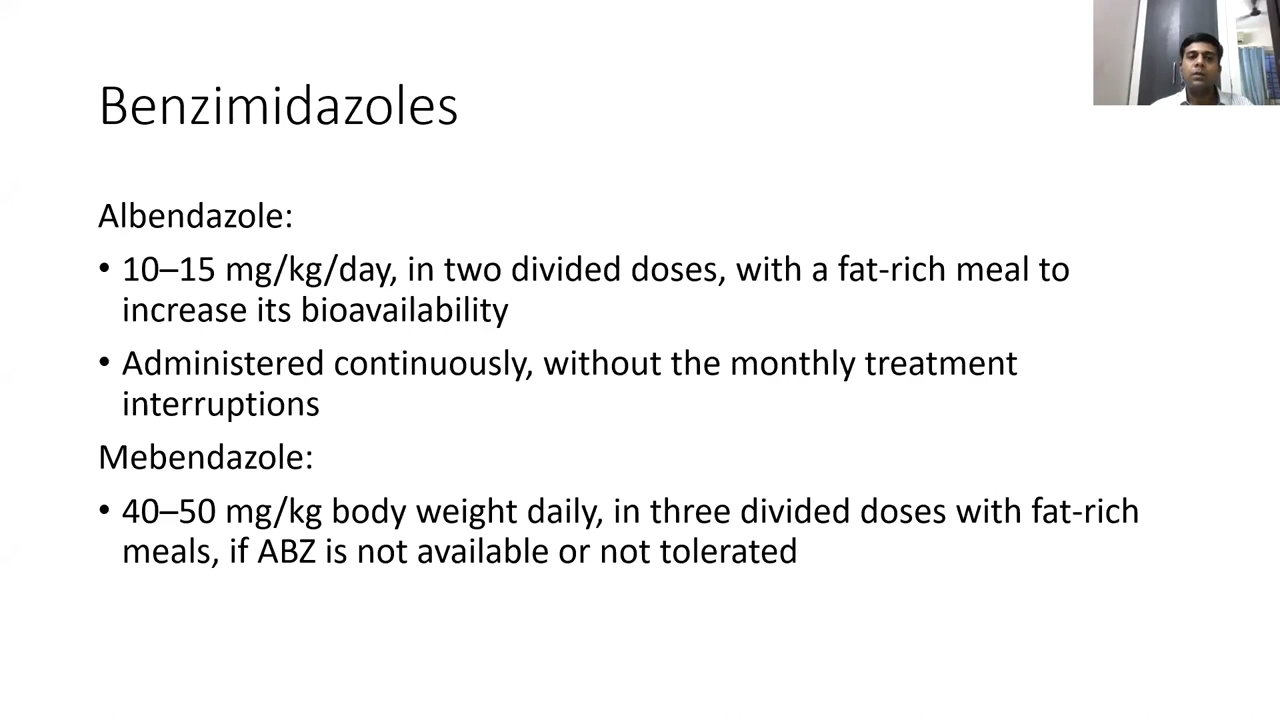 Benzimidazoles
Albendazole:
• 10–15 mg/kg/day, in two divided doses, with a fat-rich meal to
increase its bioavailability
• Administered continuously, without the monthly treatment
interruptions
Mebendazole:
• 40–50 mg/kg body weight daily, in three divided doses with fat-rich
meals, if ABZ is not available or not tolerated